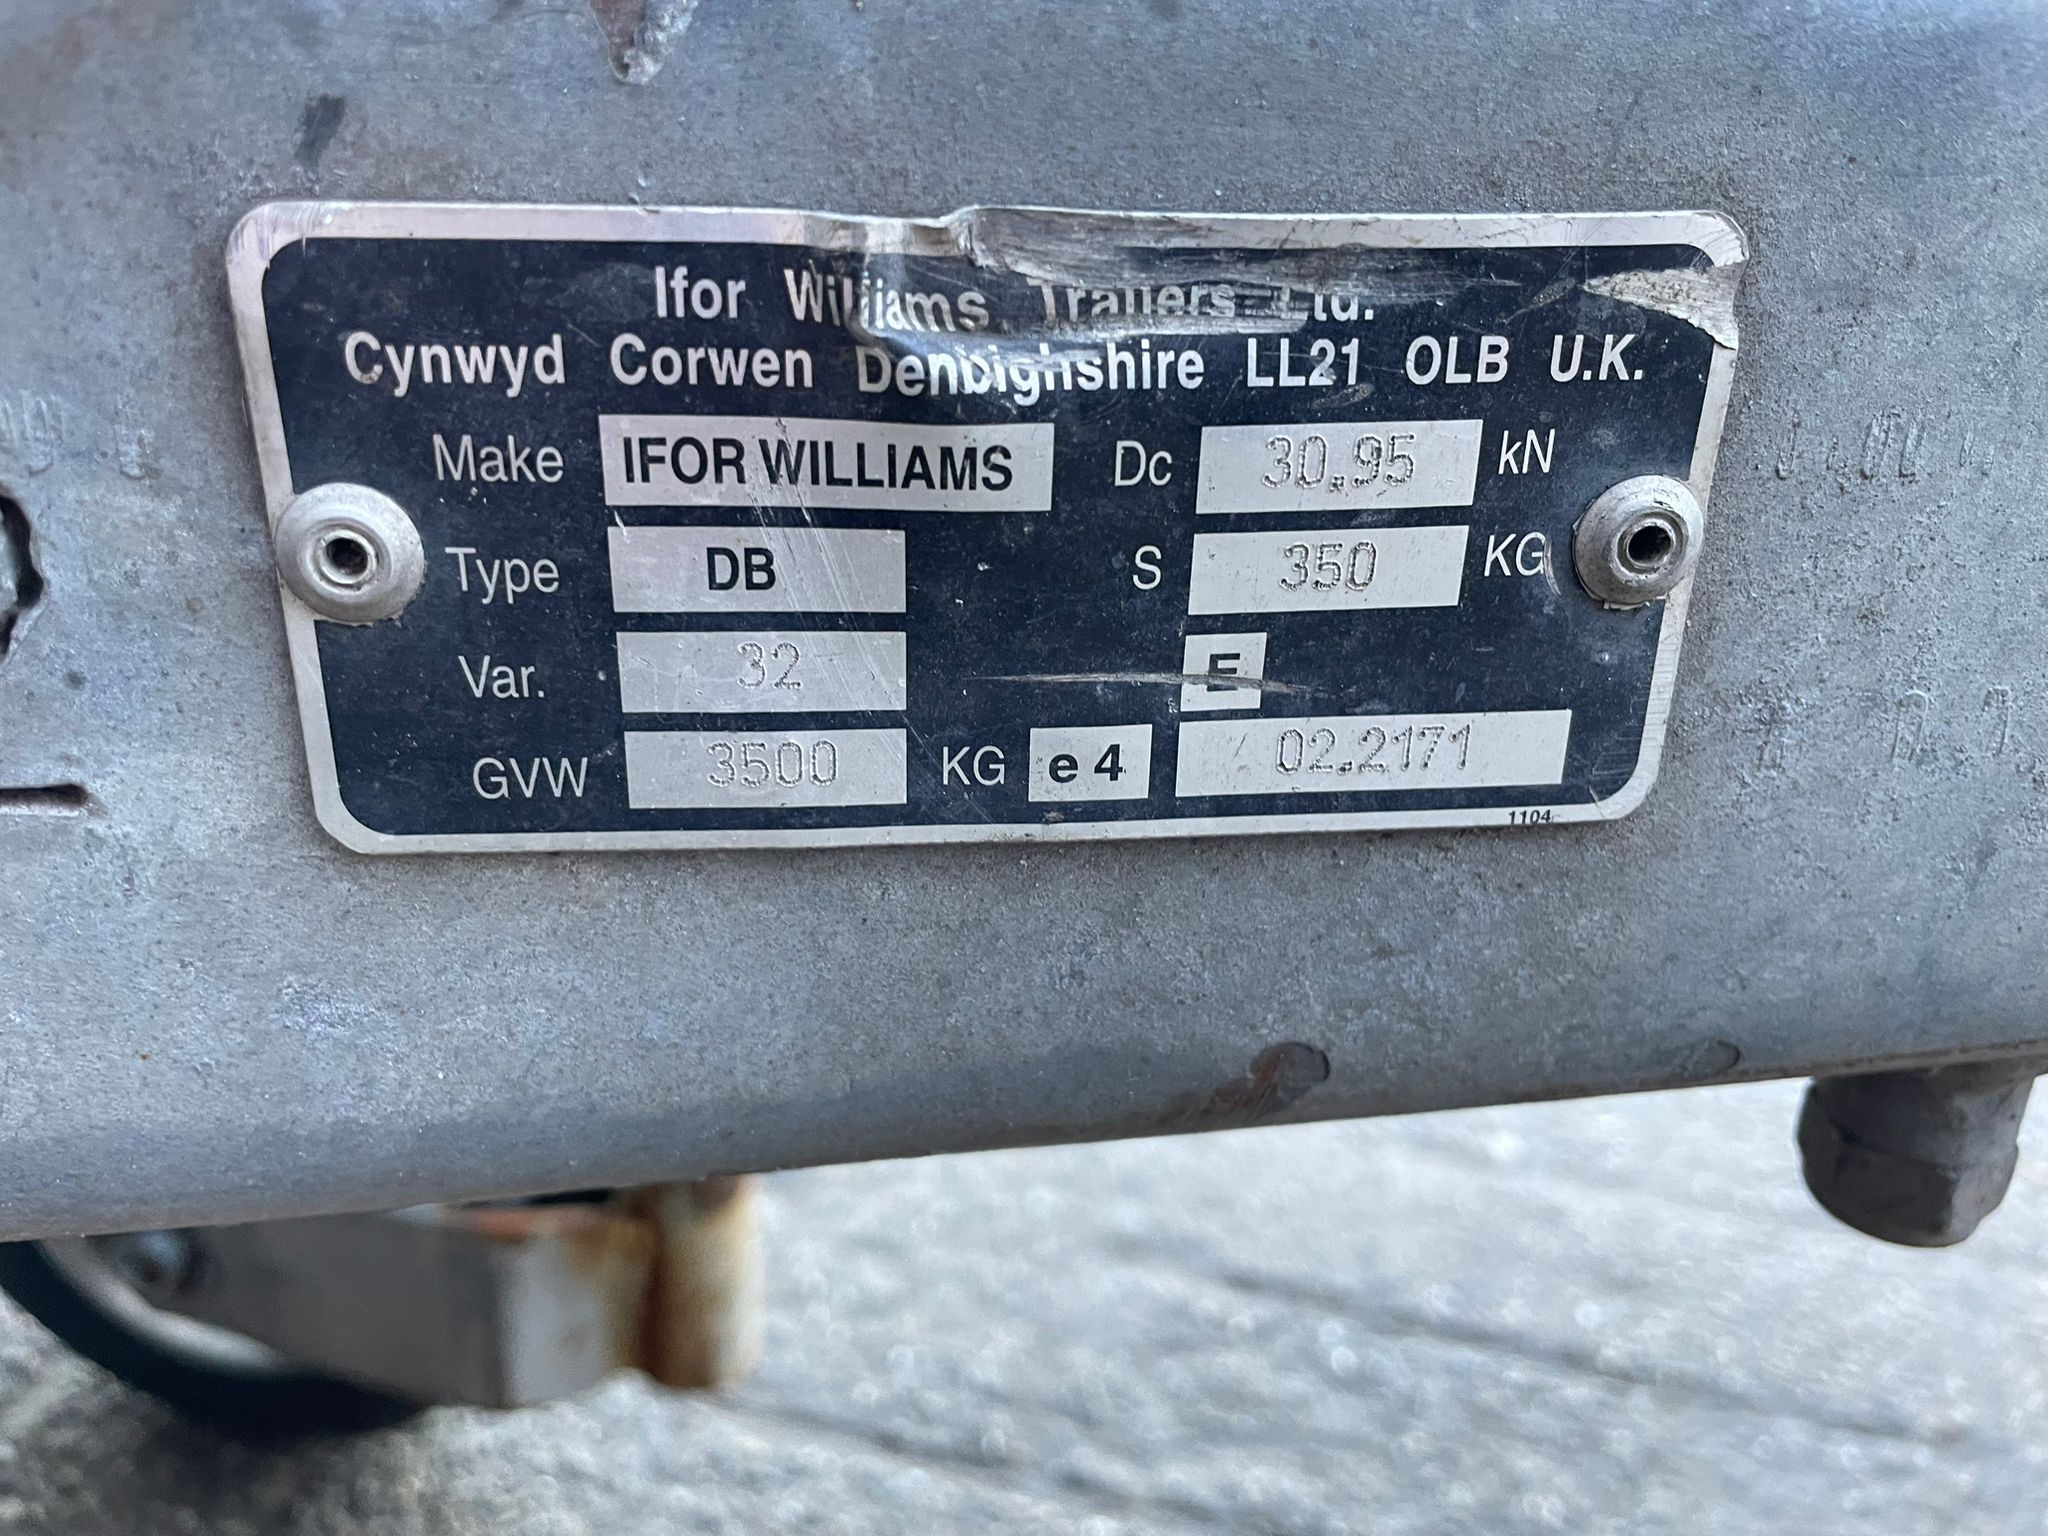 Ifor Williams Trailers Ltd.
Cynwyd Corwen Denbighshire LL21 OLB U.K.
Make IFOR WILLIAMS Dc 30.95 kN
Type DB S 350 KG
Var. 32 E
GVW 3500 KG e4 02.2171
1104